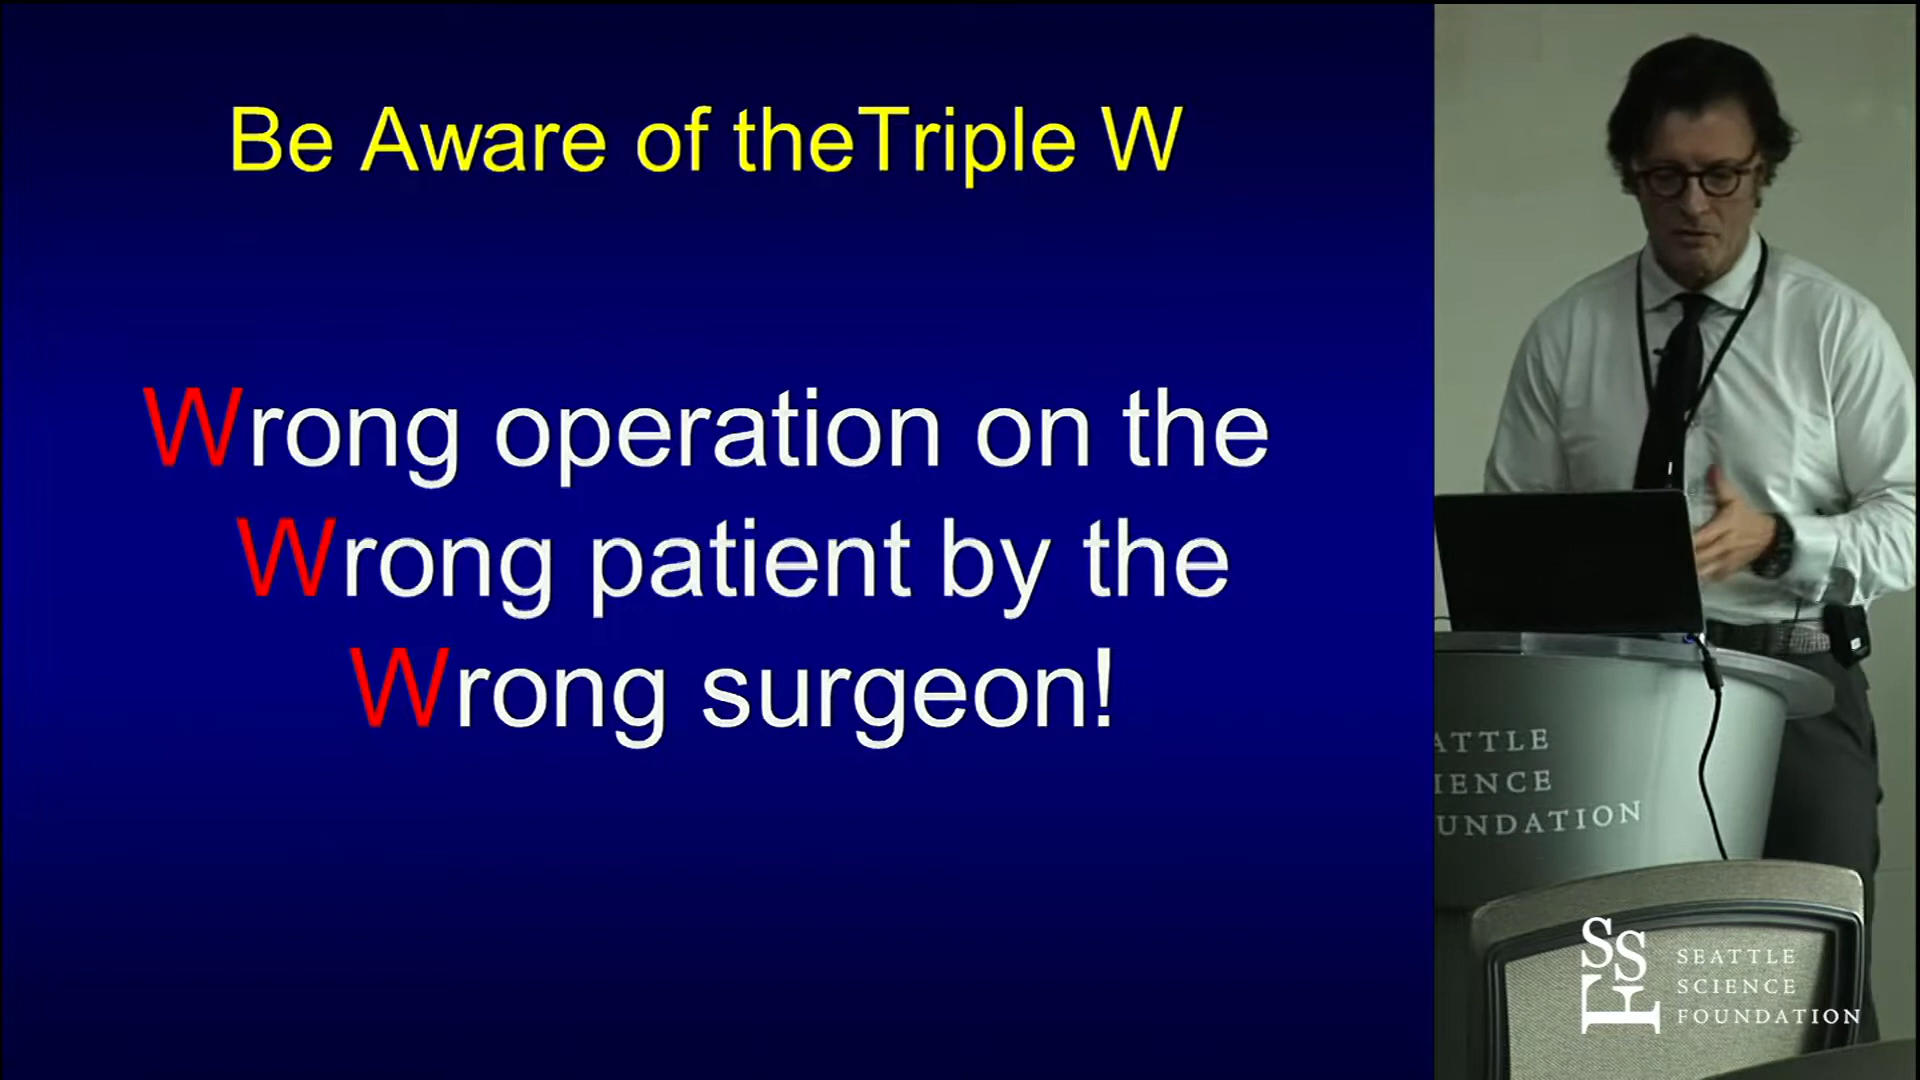 Be Aware of theTriple W
Wrong operation on the
Wrong patient by the
Wrong surgeon!
ATTLE
IENCE
UNDATION
SSF
SEATTLE
SCIENCE
FOUNDATION